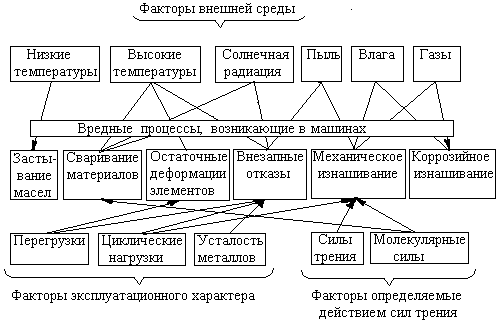 Факторы внешней среды
Низкие
температуры
Высокие
температуры
Солнечная
радиация
Пыль
Влага
Газы
Вредные процессы, возникающие в машинах
Засты-
вание
масел
Сваривание
материалов
Остаточные
деформации
элементов
Внезапные
отказы
Механическое
изнашивание
Коррозийное
изнашивание
Перегрузки
Циклические
нагрузки
Усталость
металлов
Силы
трения
Молекулярные
силы
Факторы эксплуатационного характера
Факторы определяемые
действием сил трения